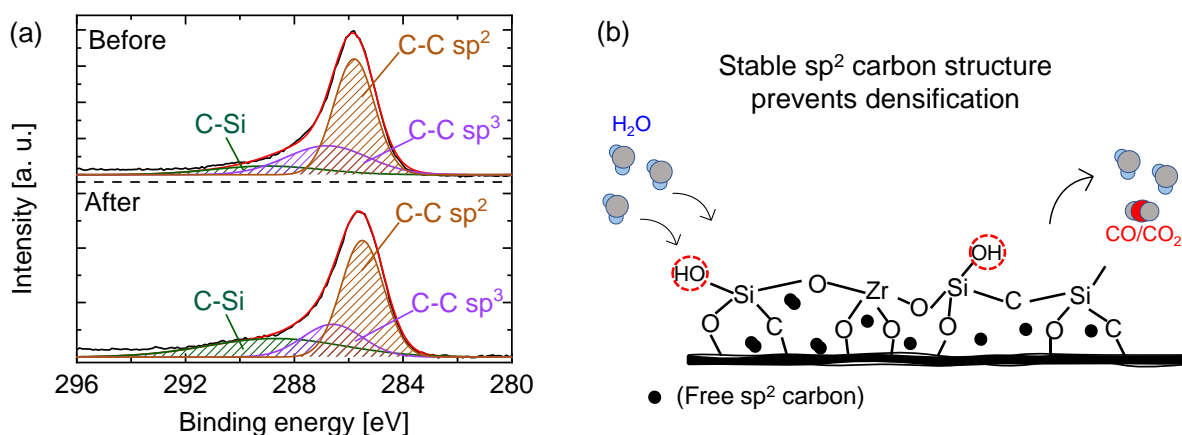 (a)
Before
C-C sp²
C-Si
C-C sp³
After
C-C sp²
C-Si
C-C sp³
Intensity [a. u.]
296 292 288 284 280
Binding energy [eV]
(b)
Stable sp² carbon structure
prevents densification
H₂O
CO/CO₂
HO
OH
Si
O
Zr
O
Si
C
Si
O
C
O
O
O
O
C
(Free sp² carbon)